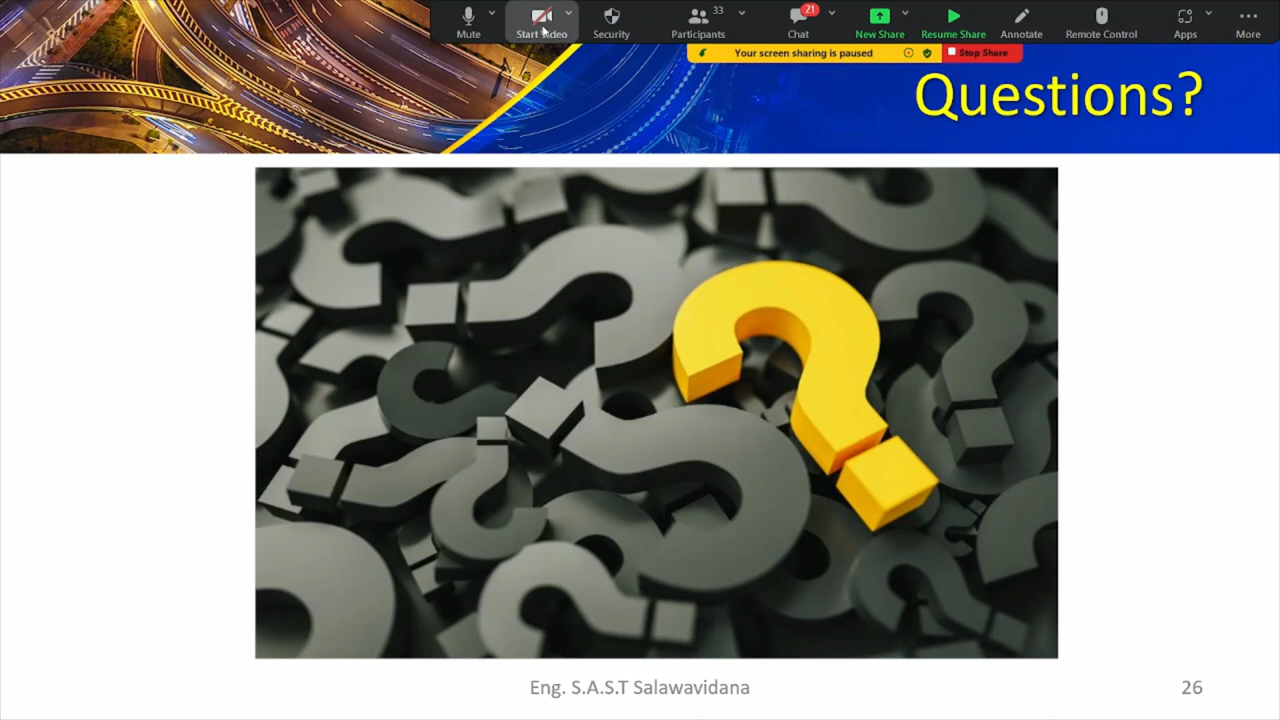 33
21
Mute
Start Video
Security
Participants
Chat
New Share
Resume Share
Annotate
Remote Control
Apps
More
Your screen sharing is paused
Stop Share
Questions?
Eng. S.A.S.T Salawavidana
26